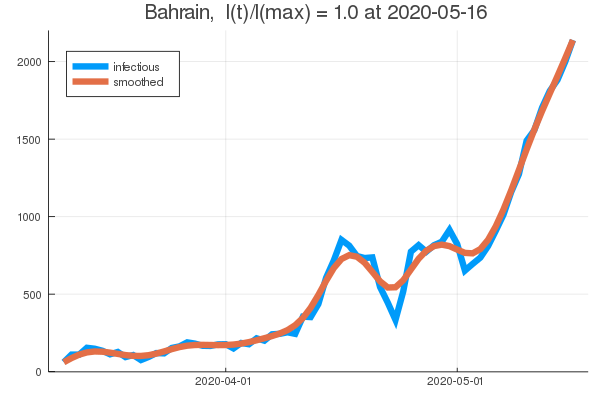 Bahrain,  I(t)/I(max) = 1.0 at 2020-05-16
infectious
smoothed
2000
1500
1000
500
0
2020-04-01
2020-05-01